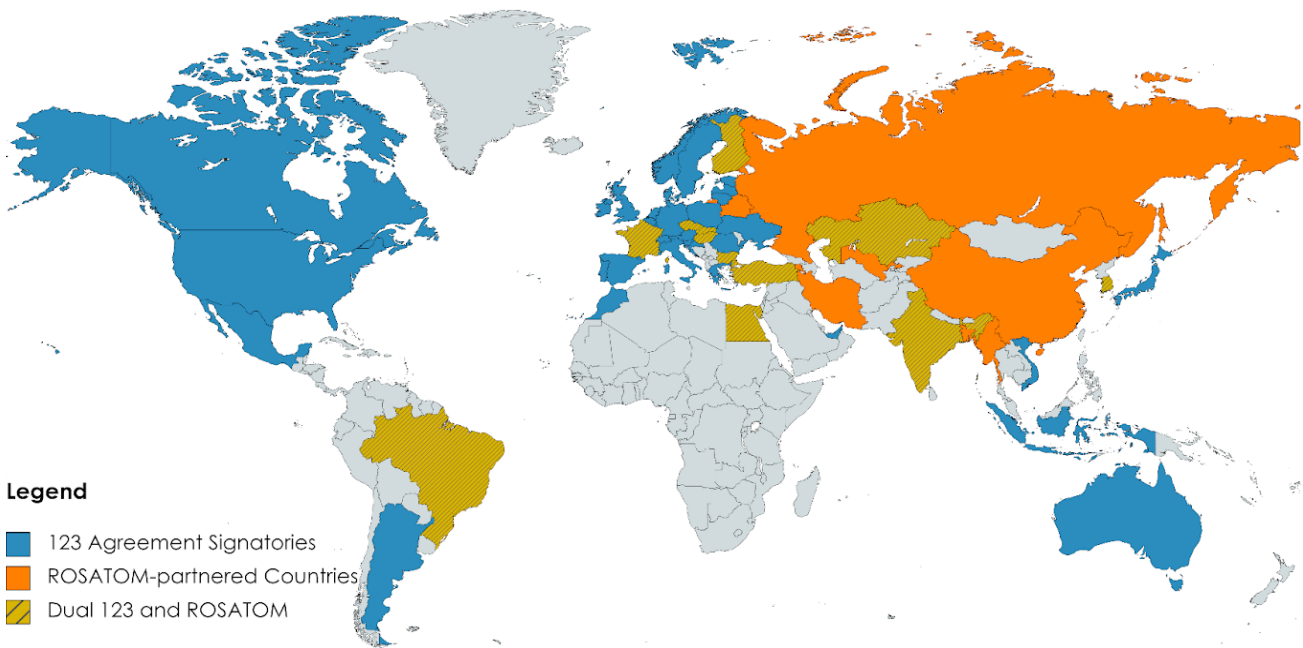 Legend
123 Agreement Signatories
ROSATOM-partnered Countries
Dual 123 and ROSATOM